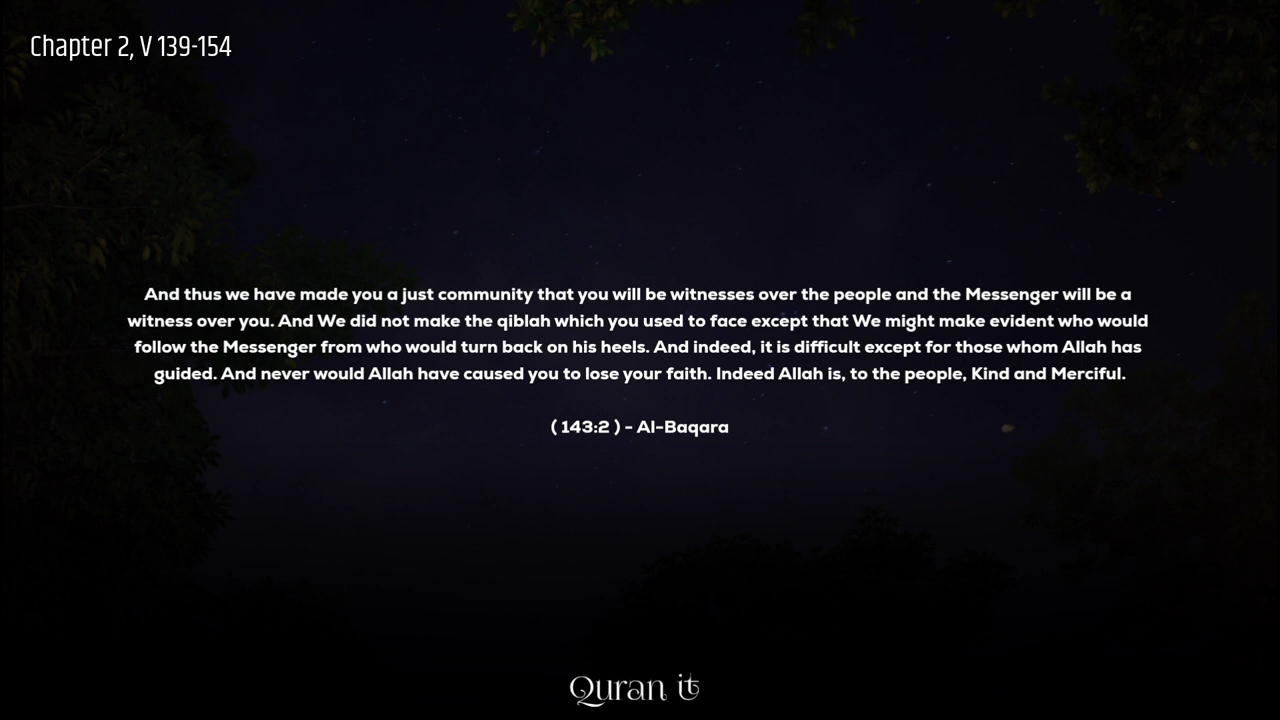 Chapter 2, V 139-154
And thus we have made you a just community that you will be witnesses over the people and the Messenger will be a
witness over you. And We did not make the qiblah which you used to face except that We might make evident who would
follow the Messenger from who would turn back on his heels. And indeed, it is difficult except for those whom Allah has
guided. And never would Allah have caused you to lose your faith. Indeed Allah is, to the people, Kind and Merciful.
( 143:2 ) - Al-Baqara
Quran it